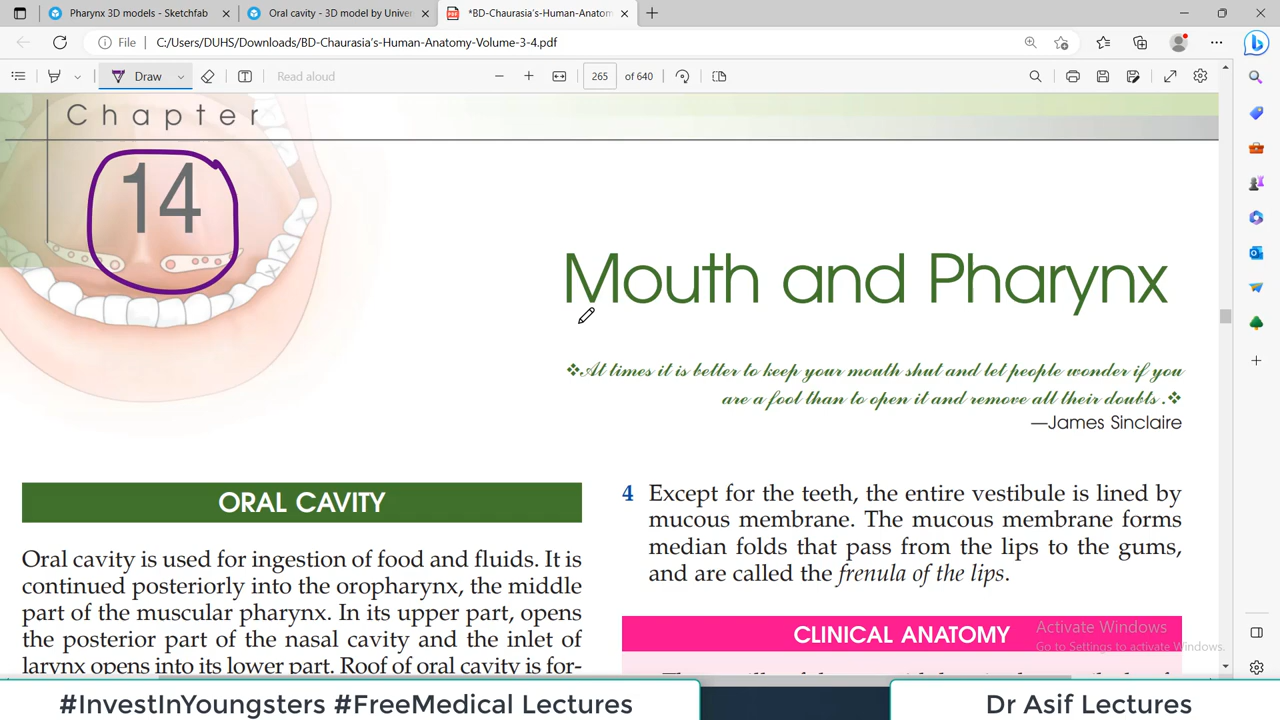 Pharynx 3D models - Sketchfab
Oral cavity - 3D model by Univer
*BD-Chaurasia's-Human-Anatom
File
C:/Users/DUHS/Downloads/BD-Chaurasia's-Human-Anatomy-Volume-3-4.pdf
Draw
Read aloud
265 of 640
Chapter
14
Mouth and Pharynx
❖At times it is better to keep your mouth shut and let people wonder if you
are a fool than to open it and remove all their doubts .❖
—James Sinclaire
ORAL CAVITY
Oral cavity is used for ingestion of food and fluids. It is
continued posteriorly into the oropharynx, the middle
part of the muscular pharynx. In its upper part, opens
the posterior part of the nasal cavity and the inlet of
larynx opens into its lower part. Roof of oral cavity is for-
4 Except for the teeth, the entire vestibule is lined by
mucous membrane. The mucous membrane forms
median folds that pass from the lips to the gums,
and are called the frenula of the lips.
CLINICAL ANATOMY
Activate Windows
Go to Settings to activate Windows.
#InvestInYoungsters #FreeMedical Lectures
Dr Asif Lectures